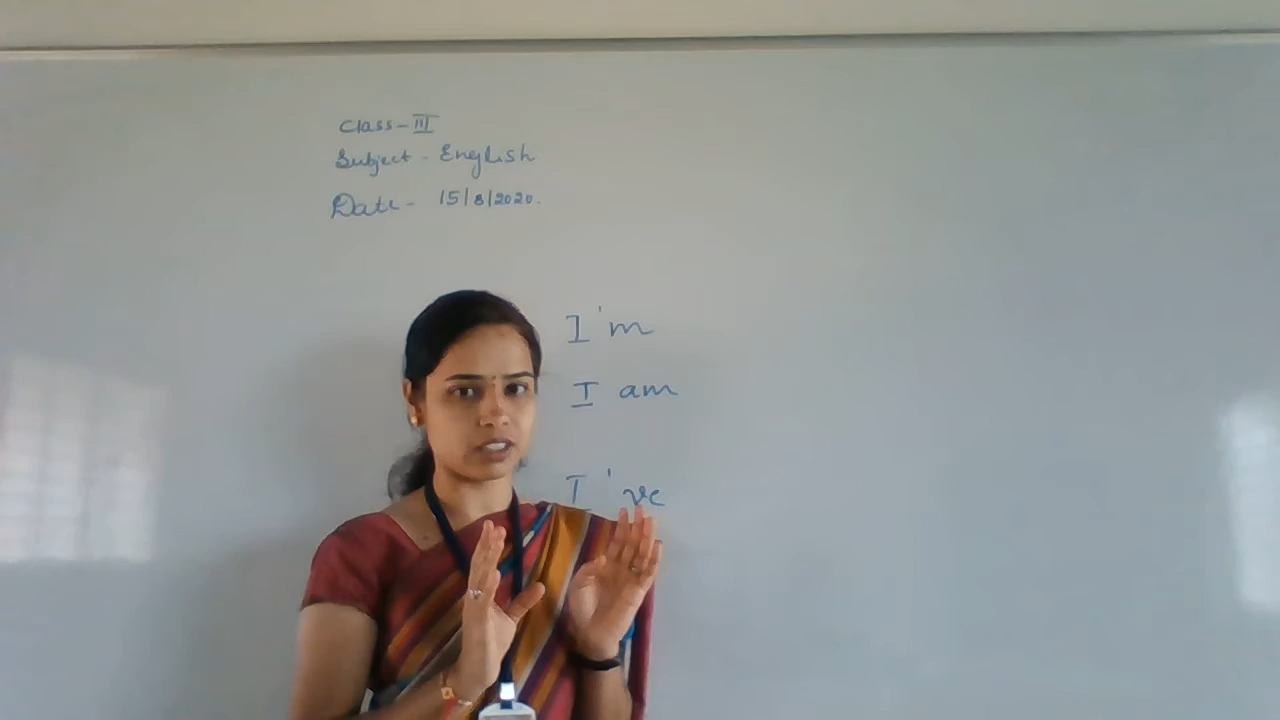 Class - III
Subject - English
Date - 15/8/2020.
I'm
I am
I've